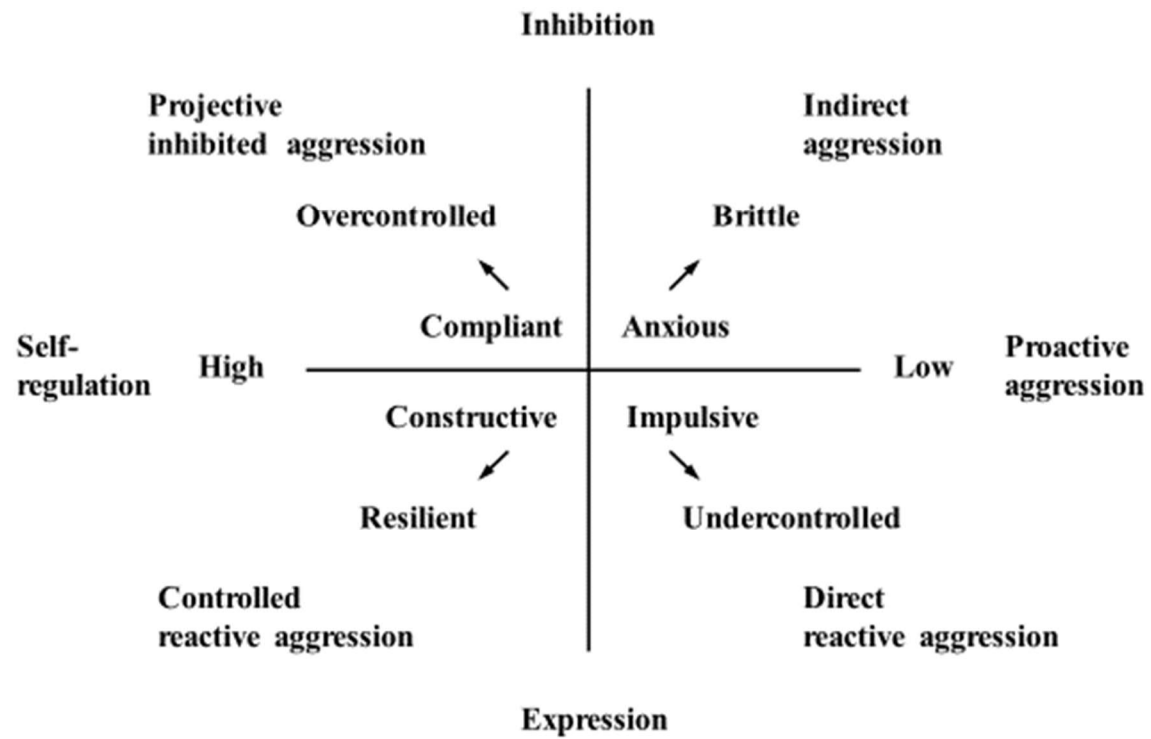 Inhibition
Projective
inhibited aggression
Indirect
aggression
Overcontrolled
Brittle
Compliant
Anxious
Self-
regulation
High
Low
Proactive
aggression
Constructive
Impulsive
Resilient
Undercontrolled
Controlled
reactive aggression
Direct
reactive aggression
Expression